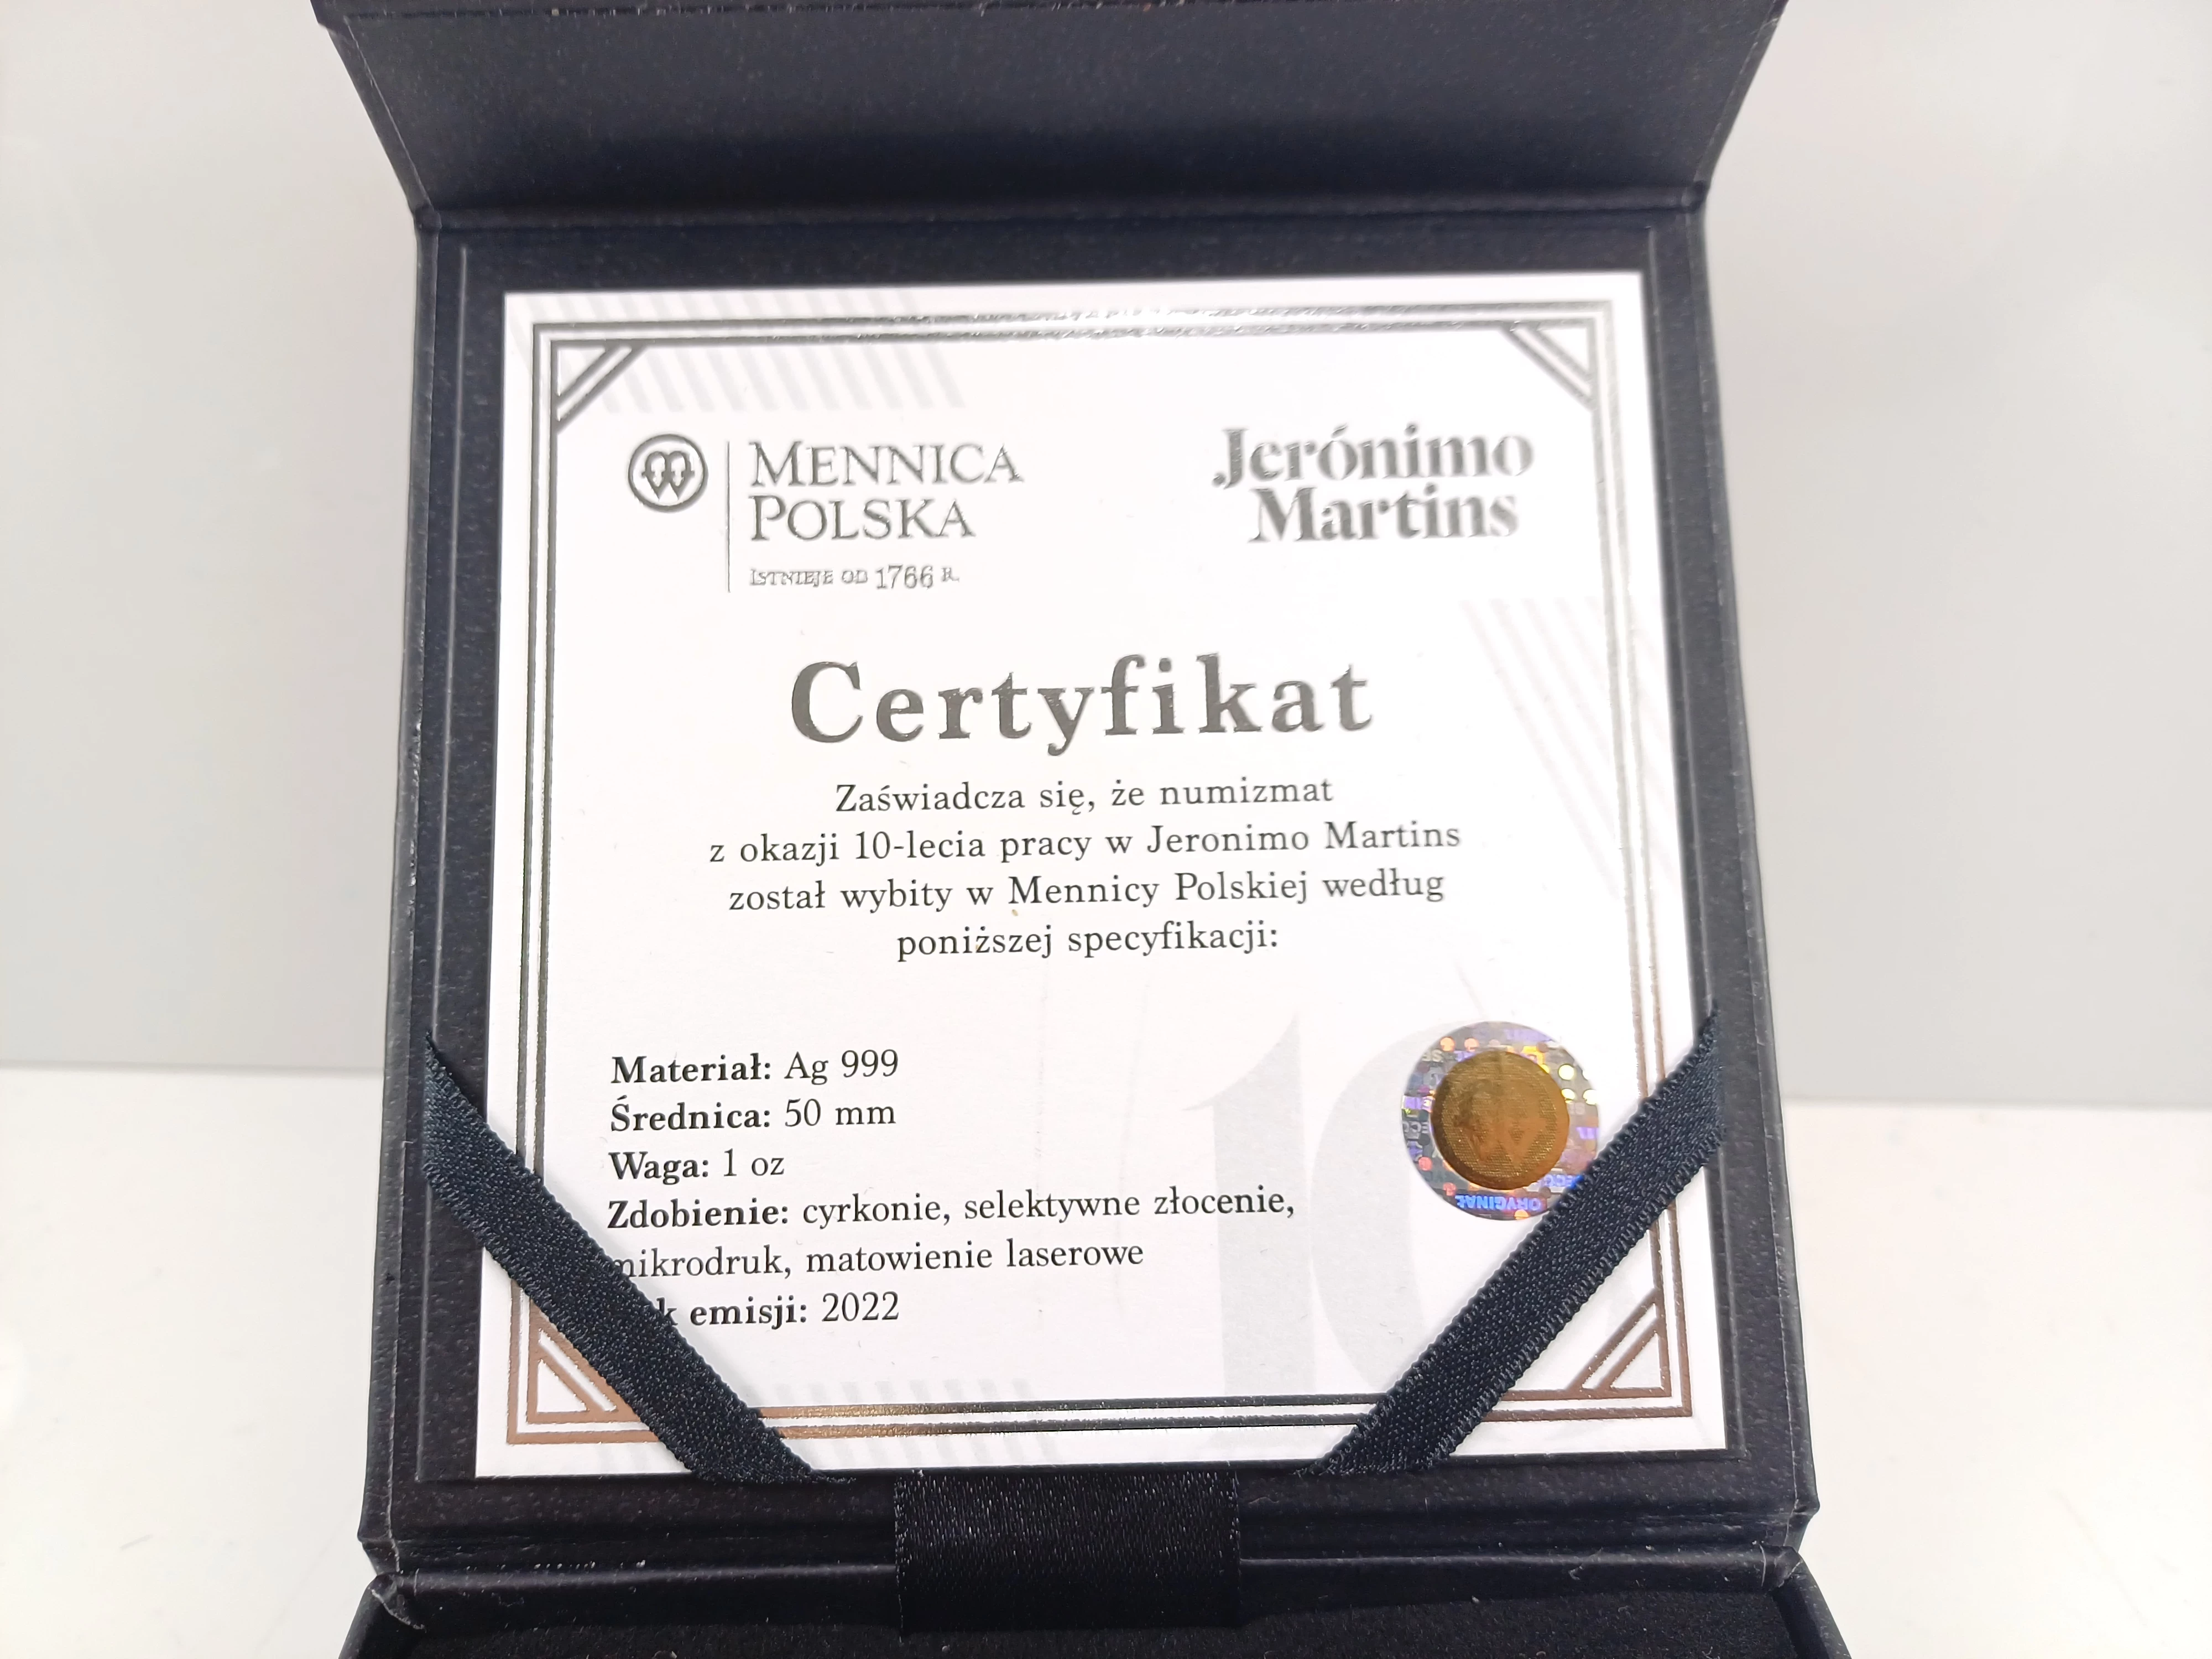 MENNICA
POLSKA
ISTNIEJE OD 1766 R.
Jerónimo
Martins
Certyfikat
Zaświadcza się, że numizmat
z okazji 10-lecia pracy w Jeronimo Martins
został wybity w Mennicy Polskiej według
poniższej specyfikacji:
Materiał: Ag 999
Średnica: 50 mm
Waga: 1 oz
Zdobienie: cyrkonie, selektywne złocenie,
mikrodruk, matowienie laserowe
k emisji: 2022
10
ORYGINAŁ